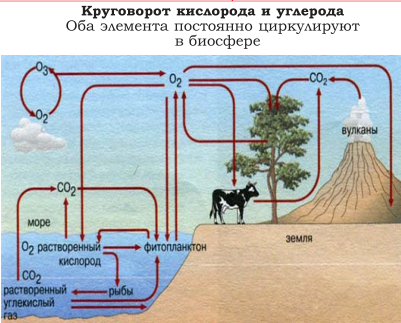 Круговорот кислорода и углерода
Оба элемента постоянно циркулируют
в биосфере
O3
O2
O2
CO2
вулканы
CO2
море
земля
O2 растворенный
кислород
фитопланктон
CO2
растворенный
углекислый
газ
рыбы